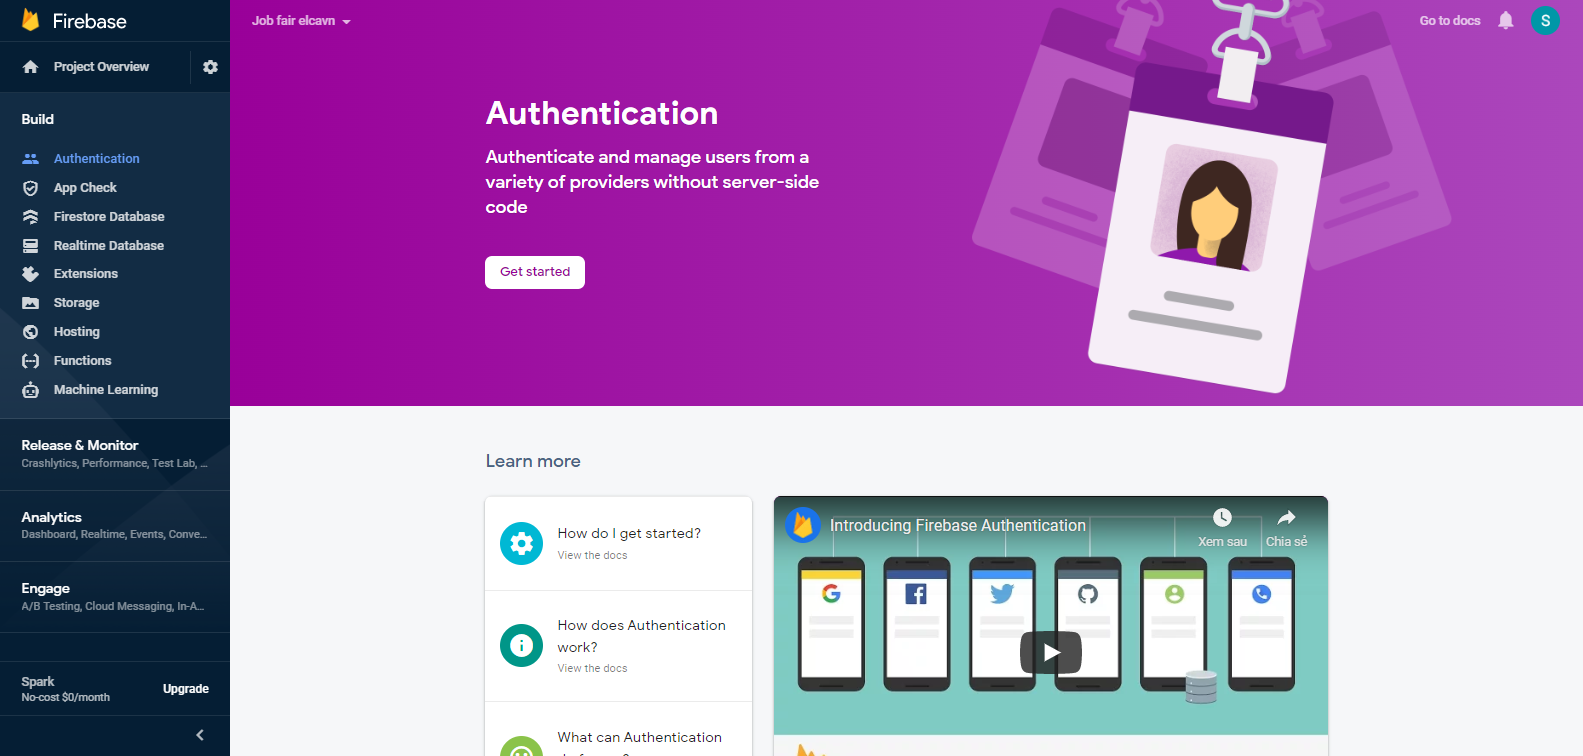 Firebase
Project Overview
Build
Authentication
App Check
Firestore Database
Realtime Database
Extensions
Storage
Hosting
Functions
Machine Learning
Release & Monitor
Crashlytics, Performance, Test Lab, ...
Analytics
Dashboard, Realtime, Events, Conve...
Engage
A/B Testing, Cloud Messaging, In-A...
Spark
No-cost $0/month
Upgrade
Job fair elcavn
Go to docs
S
Authentication
Authenticate and manage users from a
variety of providers without server-side
code
Get started
Learn more
How do I get started?
View the docs
How does Authentication
work?
View the docs
What can Authentication
Introducing Firebase Authentication
Xem sau
Chia sẻ